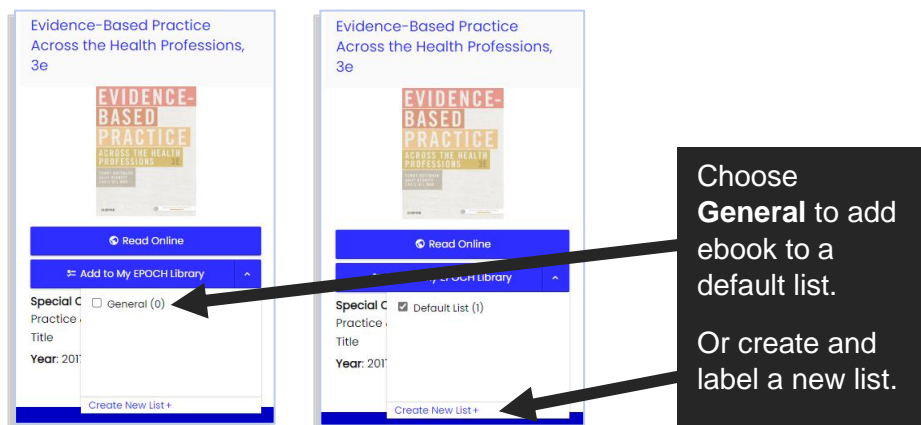 Evidence-Based Practice
Across the Health Professions,
3e
EVIDENCE-
BASED
PRACTICE
ACROSS THE HEALTH
PROFESSIONS 3E
Read Online
Add to My EPOCH Library
General (0)
Special C
Practice
Title
Year: 201
Create New List+
Evidence-Based Practice
Across the Health Professions,
3e
EVIDENCE-
BASED
PRACTICE
ACROSS THE HEALTH
PROFESSIONS 3E
Read Online
My EPOCH Library
Default List (1)
Special C
Practice
Title
Year: 201
Create New List+
Choose
General to add
ebook to a
default list.
Or create and
label a new list.